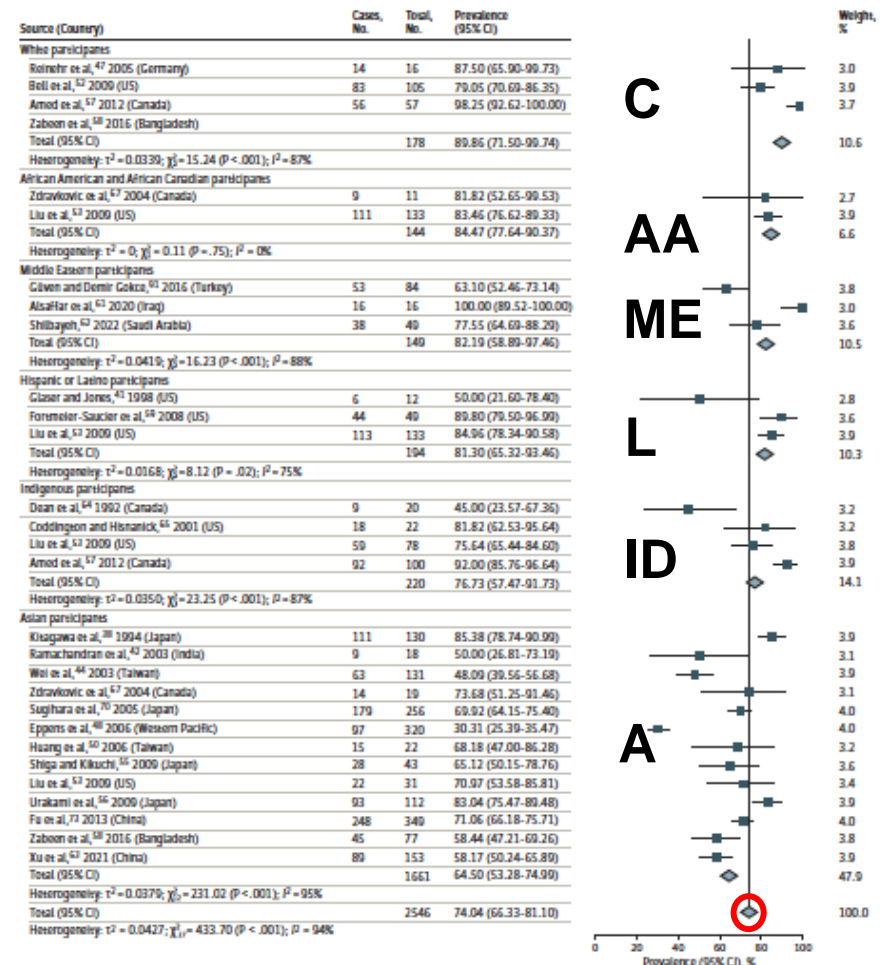 Source (Country) Cases, No. Total, No. Prevalence (95% CI) Weight, %
White participants
Reinehr et al,47 2005 (Germany) 14 16 87.50 (65.90-99.73) 3.0
Bell et al,52 2009 (US) 83 105 79.05 (70.69-86.35) 3.9
Amed et al,57 2012 (Canada) 56 57 98.25 (92.62-100.00) 3.7
Zabeen et al,58 2016 (Bangladesh)
Total (95% CI) 178 89.86 (71.50-99.74) 10.6
Heterogeneity: τ2 = 0.0339; χ2 = 15.24 (P < .001); I2 = 87%
C
African American and African Canadian participants
Zdravkovic et al,67 2004 (Canada) 9 11 81.82 (52.65-99.53) 2.7
Liu et al,53 2009 (US) 111 133 83.46 (76.62-89.33) 3.9
Total (95% CI) 144 84.47 (77.64-90.37) 6.6
Heterogeneity: τ2 = 0; χ2 = 0.11 (P = .75); I2 = 0%
AA
Middle Eastern participants
Güven and Demir Gokce,91 2016 (Turkey) 53 84 63.10 (52.46-73.14) 3.8
Alsaffar et al,61 2020 (Iraq) 16 16 100.00 (89.52-100.00) 3.0
Shilbayeh,62 2022 (Saudi Arabia) 38 49 77.55 (64.69-88.29) 3.6
Total (95% CI) 149 82.19 (58.89-97.46) 10.5
Heterogeneity: τ2 = 0.0419; χ2 = 16.23 (P < .001); I2 = 88%
ME
Hispanic or Latino participants
Glaser and Jones,41 1998 (US) 6 12 50.00 (21.60-78.40) 2.8
Formeier-Saucier et al,59 2008 (US) 44 49 89.80 (79.50-96.99) 3.6
Liu et al,53 2009 (US) 113 133 84.96 (78.34-90.58) 3.9
Total (95% CI) 194 81.30 (65.32-93.46) 10.3
Heterogeneity: τ2 = 0.0168; χ2 = 8.12 (P = .02); I2 = 75%
L
Indigenous participants
Dean et al,64 1992 (Canada) 9 20 45.00 (23.57-67.36) 3.2
Coddington and Hisnanick,66 2001 (US) 18 22 81.82 (62.53-95.64) 3.2
Liu et al,53 2009 (US) 59 78 75.64 (65.44-84.60) 3.8
Amed et al,57 2012 (Canada) 92 100 92.00 (85.76-96.64) 3.9
Total (95% CI) 220 76.73 (57.47-91.73) 14.1
Heterogeneity: τ2 = 0.0350; χ2 = 23.25 (P < .001); I2 = 87%
ID
Asian participants
Kitagawa et al,38 1994 (Japan) 111 130 85.38 (78.74-90.99) 3.9
Ramachandran et al,42 2003 (India) 9 18 50.00 (26.81-73.19) 3.1
Wei et al,44 2003 (Taiwan) 63 131 48.09 (39.56-56.68) 3.9
Zdravkovic et al,67 2004 (Canada) 14 19 73.68 (51.25-91.46) 3.1
Sugihara et al,70 2005 (Japan) 179 256 69.92 (64.15-75.40) 4.0
Eppens et al,48 2006 (Western Pacific) 97 320 30.31 (25.39-35.47) 4.0
Huang et al,50 2006 (Taiwan) 15 22 68.18 (47.00-86.28) 3.2
Shiga and Kikuchi,55 2009 (Japan) 28 43 65.12 (50.15-78.76) 3.6
Liu et al,53 2009 (US) 22 31 70.97 (53.58-85.81) 3.4
Urakami et al,56 2009 (Japan) 93 112 83.04 (75.47-89.48) 3.9
Fu et al,73 2013 (China) 248 349 71.06 (66.18-75.71) 4.0
Zabeen et al,58 2016 (Bangladesh) 45 77 58.44 (47.21-69.26) 3.8
Xu et al,63 2021 (China) 89 153 58.17 (50.24-65.89) 3.9
Total (95% CI) 1661 64.50 (53.28-74.99) 47.9
Heterogeneity: τ2 = 0.0379; χ2 = 231.02 (P < .001); I2 = 95%
A
Total (95% CI) 2546 74.04 (66.33-81.10) 100.0
Heterogeneity: τ2 = 0.0427; χ2 = 433.70 (P < .001); I2 = 94%
0 20 40 60 80 100
Prevalence (95% CI), %